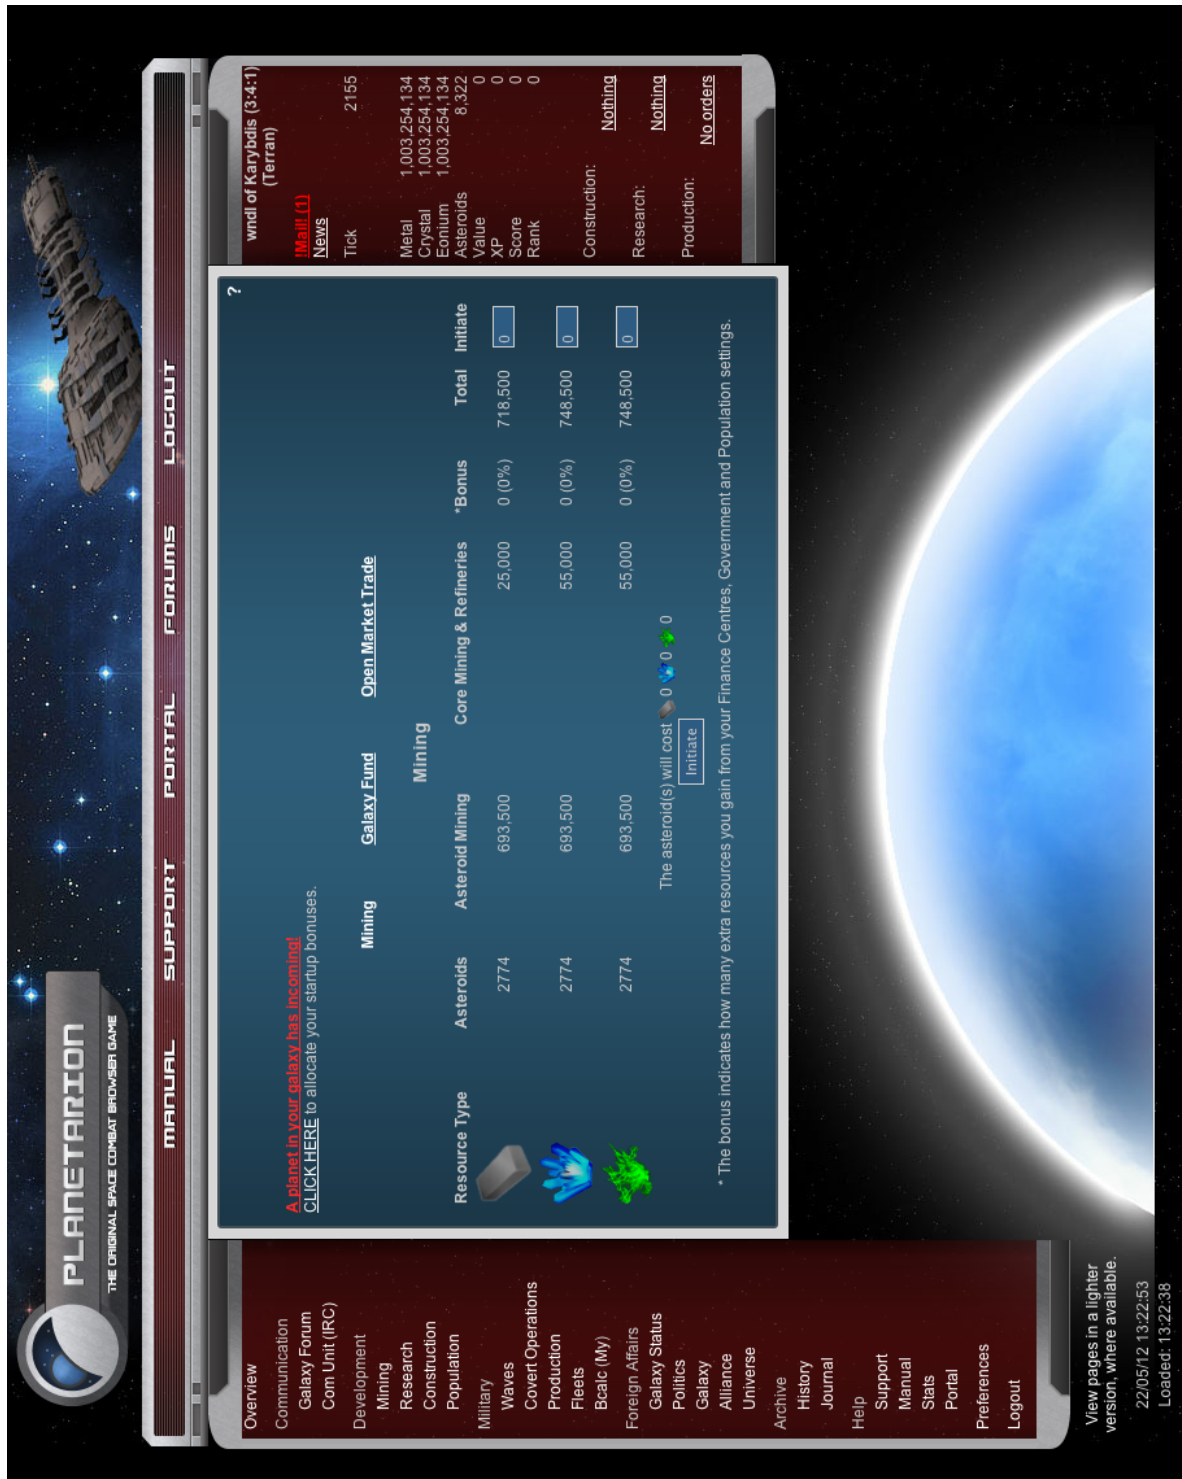 PLANETARION
THE ORIGINAL SPACE COMBAT BROWSER GAME
MANUAL SUPPORT PORTAL FORUMS LOGOUT
Overview
Communication
Galaxy Forum
Com Unit (IRC)
Development
Mining
Research
Construction
Population
Military
Waves
Covert Operations
Production
Fleets
Bcalc (My)
Foreign Affairs
Galaxy Status
Politics
Galaxy
Alliance
Universe
Archive
History
Journal
Help
Support
Manual
Stats
Portal
Preferences
Logout
View pages in a lighter
version, where available.
22/05/12 13:22:53
Loaded: 13:22:38
?
A planet in your galaxy has incoming!
CLICK HERE to allocate your startup bonuses.
Mining Galaxy Fund Open Market Trade
Mining
Resource Type Asteroids Asteroid Mining Core Mining & Refineries *Bonus Total Initiate
2774 693,500 25,000 0 (0%) 718,500 0
2774 693,500 55,000 0 (0%) 748,500 0
2774 693,500 55,000 0 (0%) 748,500 0
The asteroid(s) will cost 0 0 0
Initiate
* The bonus indicates how many extra resources you gain from your Finance Centres, Government and Population settings.
wndl of Karybdis (3:4:1)
(Terran)
!Mail! (1)
News
Tick 2155
Metal 1,003,254,134
Crystal 1,003,254,134
Eonium 1,003,254,134
Asteroids 8,322
Value 0
XP 0
Score 0
Rank 0
Construction:
Nothing
Research:
Nothing
Production:
No orders